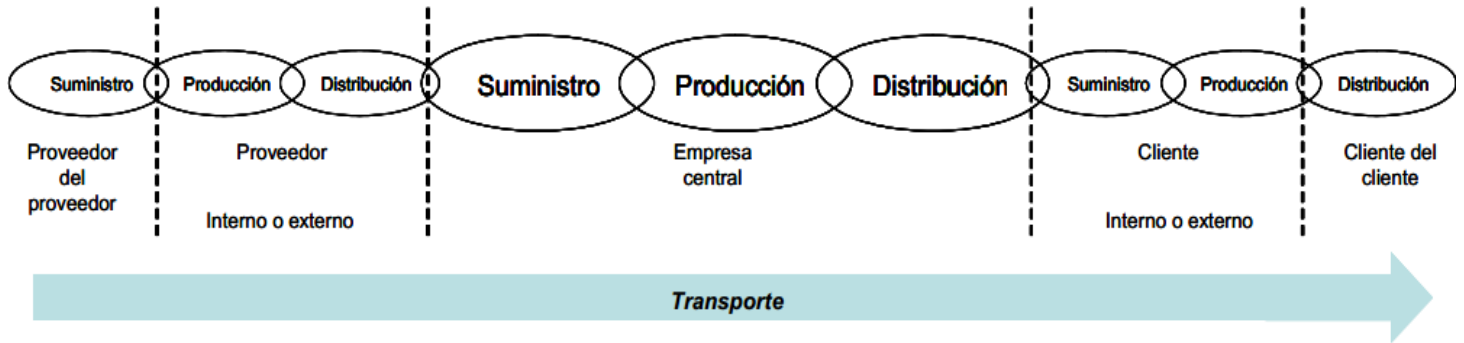 Suministro Producción Distribución Suministro Producción Distribución Suministro Producción Distribución
Proveedor
del
proveedor
Proveedor
Interno o externo
Empresa
central
Cliente
Interno o externo
Cliente del
cliente
Transporte